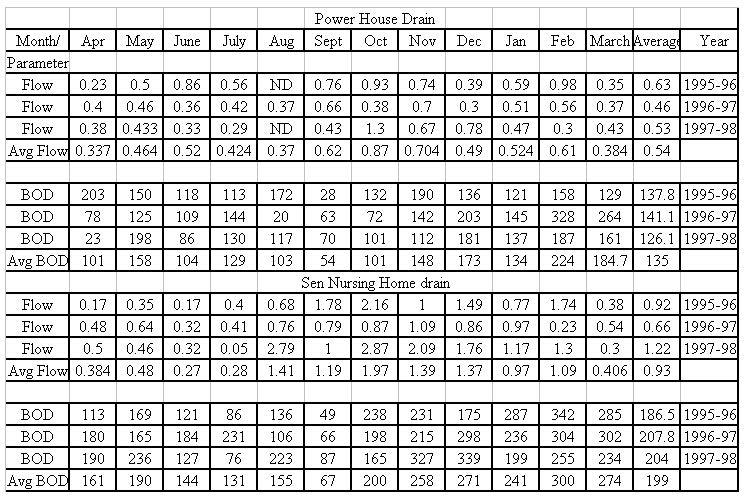 Power House Drain
Month/ Apr May June July Aug Sept Oct Nov Dec Jan Feb March Average Year
Parameter
Flow 0.23 0.5 0.86 0.56 ND 0.76 0.93 0.74 0.39 0.59 0.98 0.35 0.63 1995-96
Flow 0.4 0.46 0.36 0.42 0.37 0.66 0.38 0.7 0.3 0.51 0.56 0.37 0.46 1996-97
Flow 0.38 0.433 0.33 0.29 ND 0.43 1.3 0.67 0.78 0.47 0.3 0.43 0.53 1997-98
Avg Flow 0.337 0.464 0.52 0.424 0.37 0.62 0.87 0.704 0.49 0.524 0.61 0.384 0.54
BOD 203 150 118 113 172 28 132 190 136 121 158 129 137.8 1995-96
BOD 78 125 109 144 20 63 72 142 203 145 328 264 141.1 1996-97
BOD 23 198 86 130 117 70 101 112 181 137 187 161 126.1 1997-98
Avg BOD 101 158 104 129 103 54 101 148 173 134 224 184.7 135
Sen Nursing Home drain
Flow 0.17 0.35 0.17 0.4 0.68 1.78 2.16 1 1.49 0.77 1.74 0.38 0.92 1995-96
Flow 0.48 0.64 0.32 0.41 0.76 0.79 0.87 1.09 0.86 0.97 0.23 0.54 0.66 1996-97
Flow 0.5 0.46 0.32 0.05 2.79 1 2.87 2.09 1.76 1.17 1.3 0.3 1.22 1997-98
Avg Flow 0.384 0.48 0.27 0.28 1.41 1.19 1.97 1.39 1.37 0.97 1.09 0.406 0.93
BOD 113 169 121 86 136 49 238 231 175 287 342 285 186.5 1995-96
BOD 180 165 184 231 106 66 198 215 298 236 304 302 207.8 1996-97
BOD 190 236 127 76 223 87 165 327 339 199 255 234 204 1997-98
Avg BOD 161 190 144 131 155 67 200 258 271 241 300 274 199